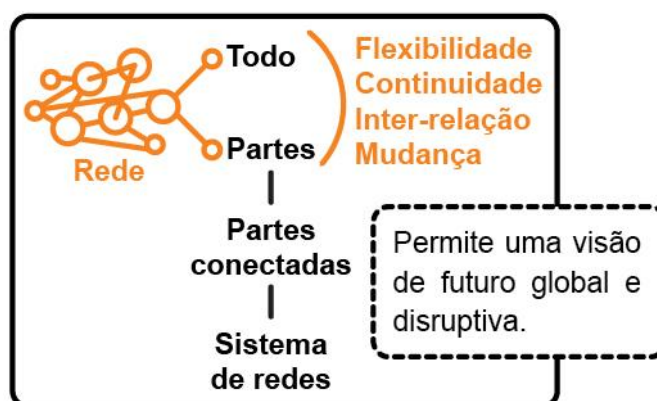 Todo
Partes
Rede
Flexibilidade
Continuidade
Inter-relação
Mudança
Partes
conectadas
Sistema
de redes
Permite uma visão
de futuro global e
disruptiva.